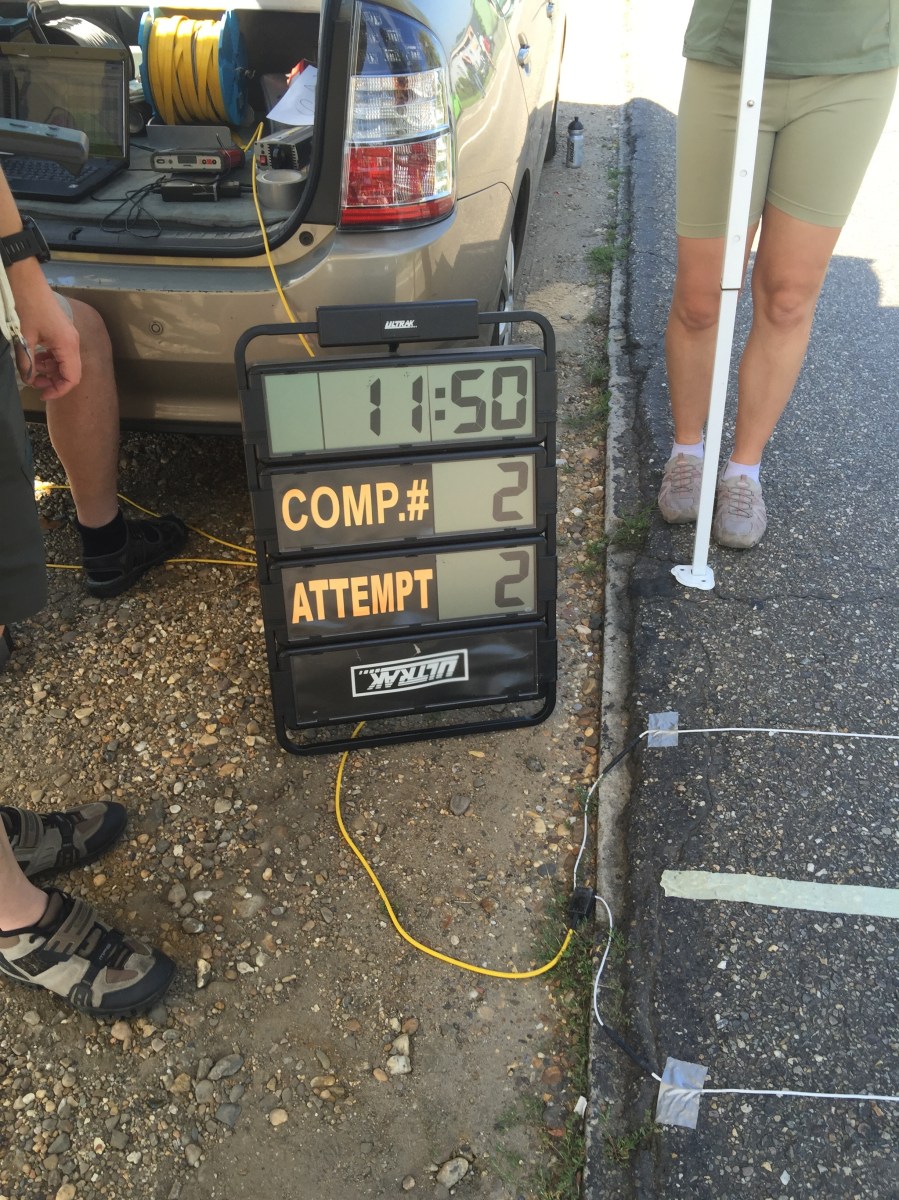 ULTRAK
11:50
COMP.# 2
ATTEMPT 2
ULTRAK